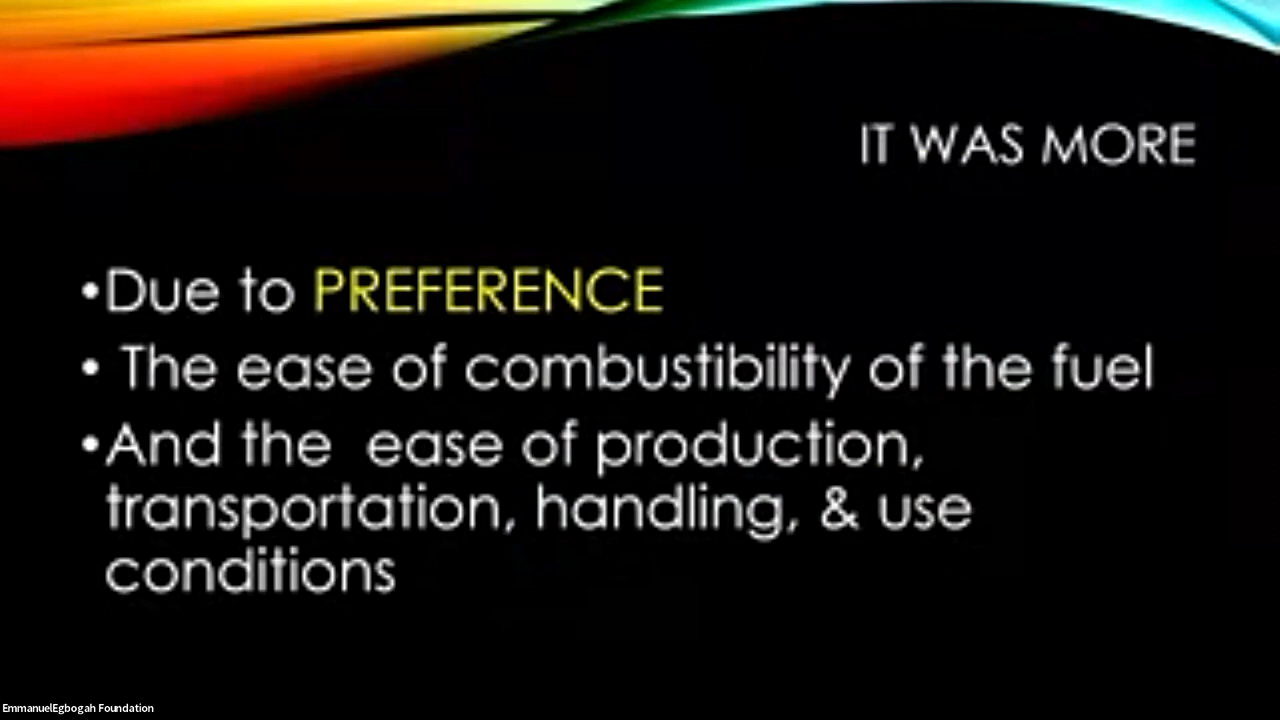 IT WAS MORE
•Due to PREFERENCE
• The ease of combustibility of the fuel
•And the  ease of production,
transportation, handling, & use
conditions
EmmanuelEgbogah Foundation